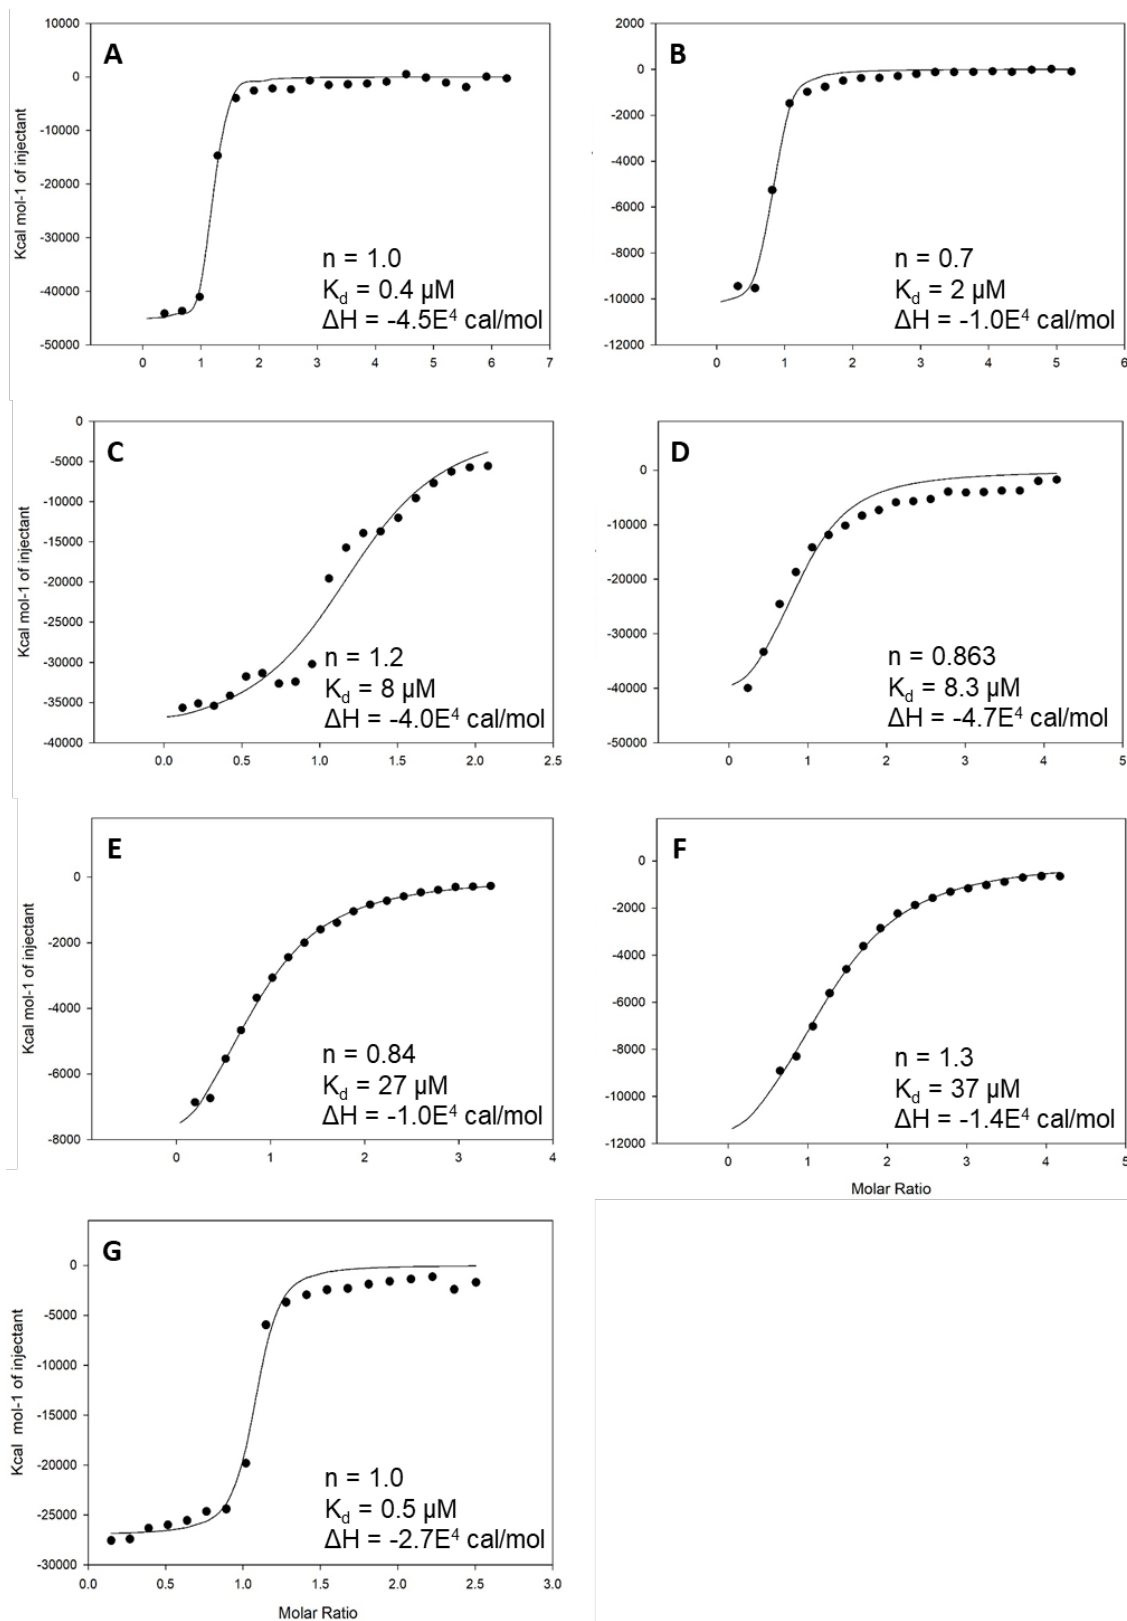 A
10000
0
-10000
-20000
-30000
-40000
-50000
Kcal mol-1 of injectant
n = 1.0
Kd = 0.4 μM
ΔH = -4.5E⁴ cal/mol
0 1 2 3 4 5 6 7
B
2000
0
-2000
-4000
-6000
-8000
-10000
-12000
n = 0.7
Kd = 2 μM
ΔH = -1.0E⁴ cal/mol
0 1 2 3 4 5 6
C
0
-5000
-10000
-15000
-20000
-25000
-30000
-35000
-40000
Kcal mol-1 of injectant
n = 1.2
Kd = 8 μM
ΔH = -4.0E⁴ cal/mol
0.0 0.5 1.0 1.5 2.0 2.5
D
0
-10000
-20000
-30000
-40000
-50000
n = 0.863
Kd = 8.3 μM
ΔH = -4.7E⁴ cal/mol
0 1 2 3 4 5
E
0
-2000
-4000
-6000
-8000
Kcal mol-1 of injectant
n = 0.84
Kd = 27 μM
ΔH = -1.0E⁴ cal/mol
0 1 2 3 4
F
0
-2000
-4000
-6000
-8000
-10000
-12000
n = 1.3
Kd = 37 μM
ΔH = -1.4E⁴ cal/mol
0 1 2 3 4 5
Molar Ratio
G
0
-5000
-10000
-15000
-20000
-25000
-30000
Kcal mol-1 of injectant
n = 1.0
Kd = 0.5 μM
ΔH = -2.7E⁴ cal/mol
0.0 0.5 1.0 1.5 2.0 2.5 3.0
Molar Ratio